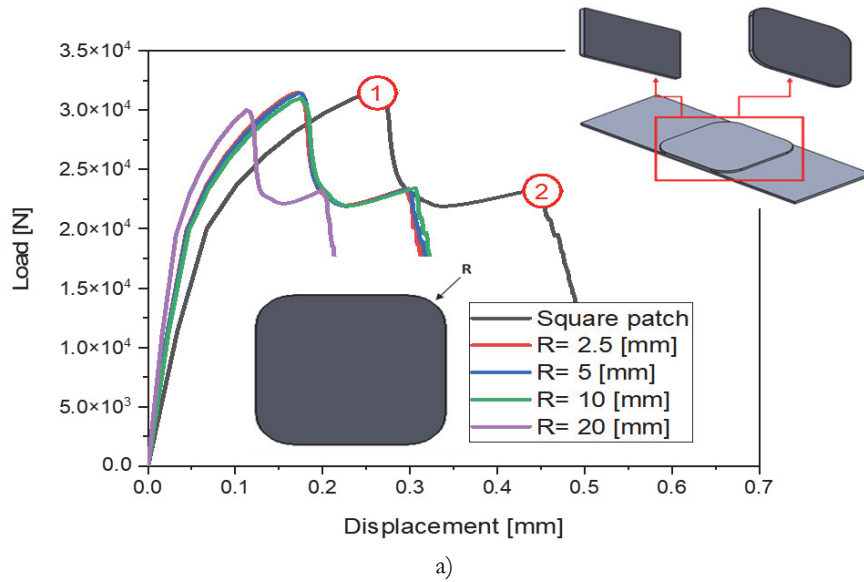 3.5×10⁴
3.0×10⁴
2.5×10⁴
2.0×10⁴
1.5×10⁴
1.0×10⁴
5.0×10³
0.0
Load [N]
1
2
R
Square patch
R= 2.5 [mm]
R= 5 [mm]
R= 10 [mm]
R= 20 [mm]
0.0 0.1 0.2 0.3 0.4 0.5 0.6 0.7
Displacement [mm]
a)